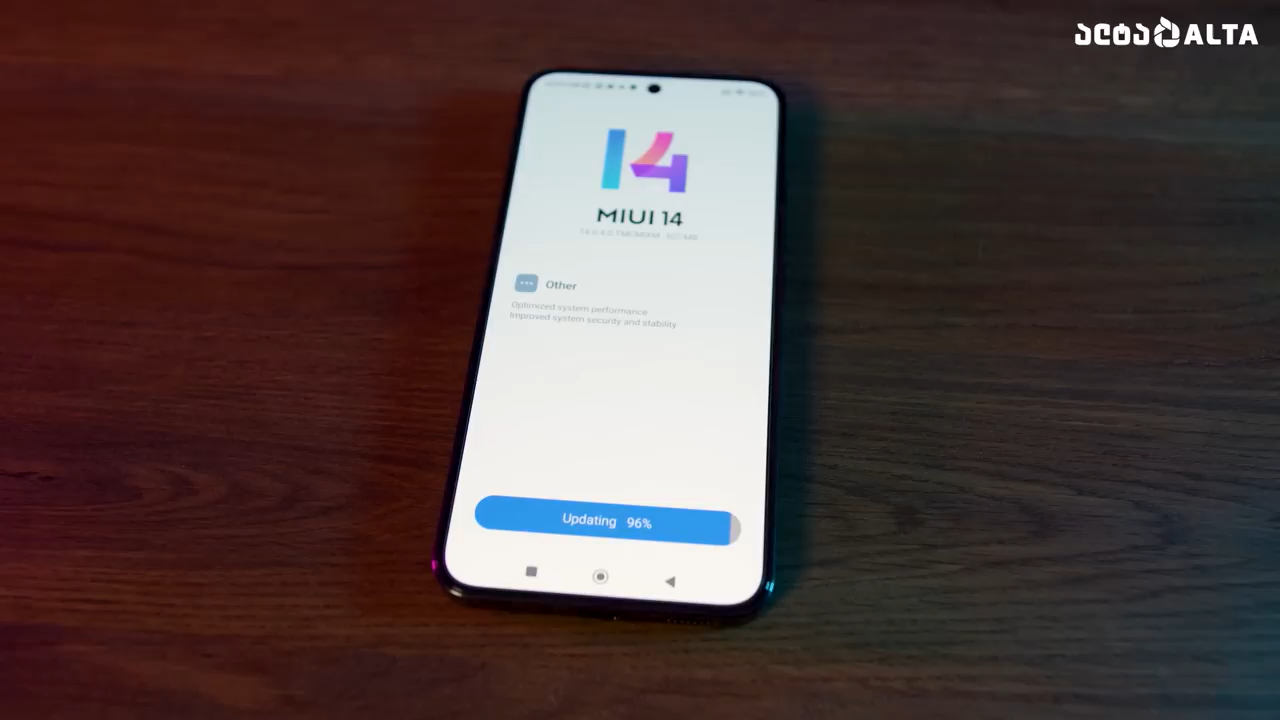 ალტა ALTA
14
MIUI 14
Other
Optimized system performance
Improved system security and stability
Updating 96%